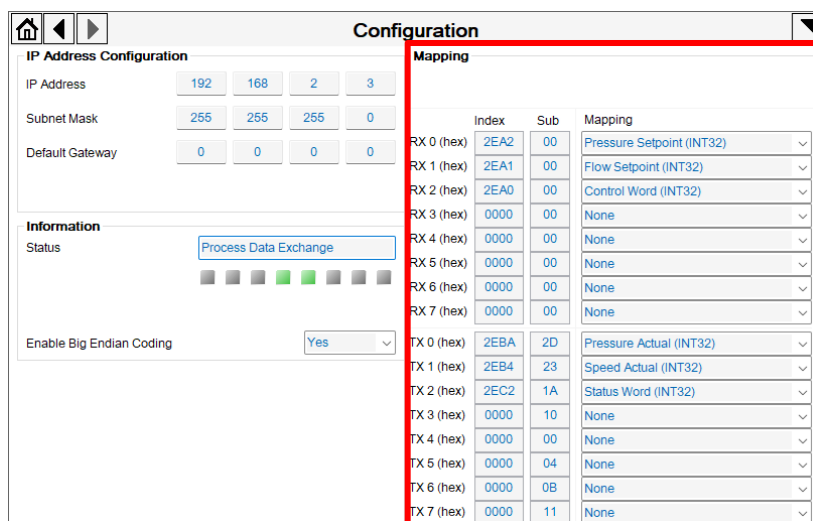 Configuration
IP Address Configuration
IP Address 192 168 2 3
Subnet Mask 255 255 255 0
Default Gateway 0 0 0 0
Information
Status Process Data Exchange
Enable Big Endian Coding Yes
Mapping
Index Sub Mapping
RX 0 (hex) 2EA2 00 Pressure Setpoint (INT32)
RX 1 (hex) 2EA1 00 Flow Setpoint (INT32)
RX 2 (hex) 2EA0 00 Control Word (INT32)
RX 3 (hex) 0000 00 None
RX 4 (hex) 0000 00 None
RX 5 (hex) 0000 00 None
RX 6 (hex) 0000 00 None
RX 7 (hex) 0000 00 None
TX 0 (hex) 2EBA 2D Pressure Actual (INT32)
TX 1 (hex) 2EB4 23 Speed Actual (INT32)
TX 2 (hex) 2EC2 1A Status Word (INT32)
TX 3 (hex) 0000 10 None
TX 4 (hex) 0000 00 None
TX 5 (hex) 0000 04 None
TX 6 (hex) 0000 0B None
TX 7 (hex) 0000 11 None